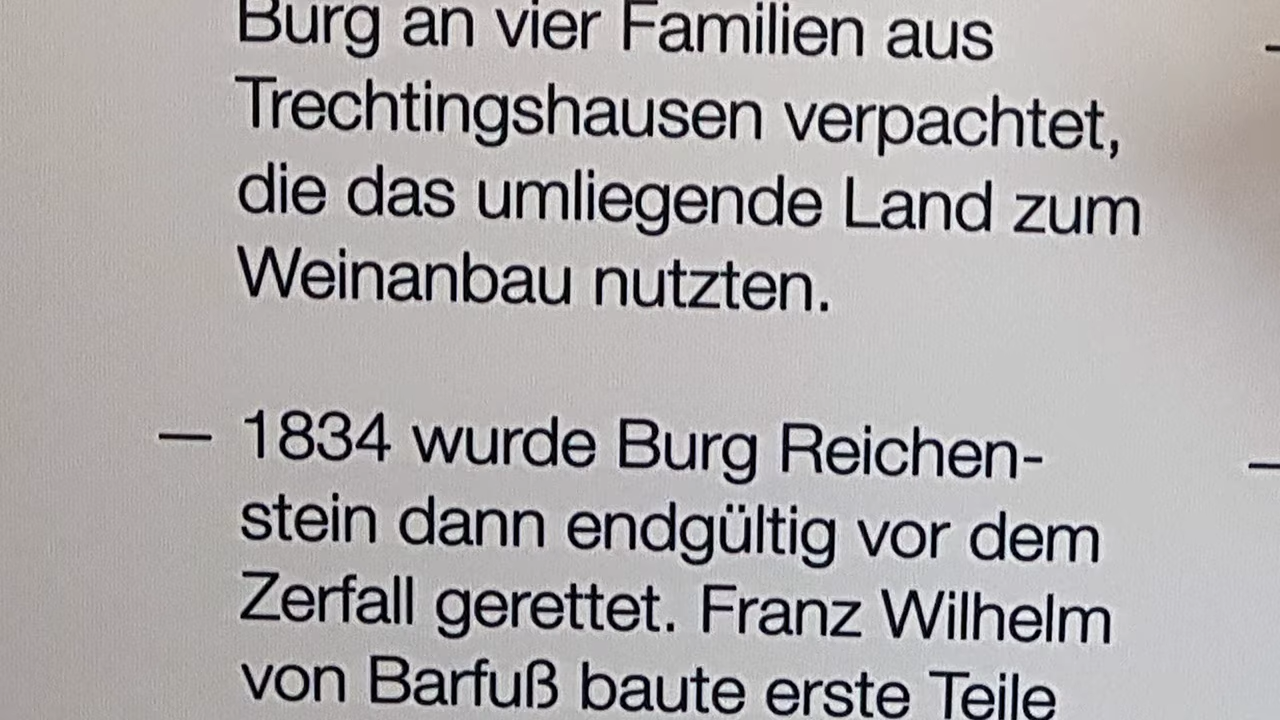 Burg an vier Familien aus
Trechtingshausen verpachtet,
die das umliegende Land zum
Weinanbau nutzten.
— 1834 wurde Burg Reichen-
stein dann endgültig vor dem
Zerfall gerettet. Franz Wilhelm
von Barfuß baute erste Teile